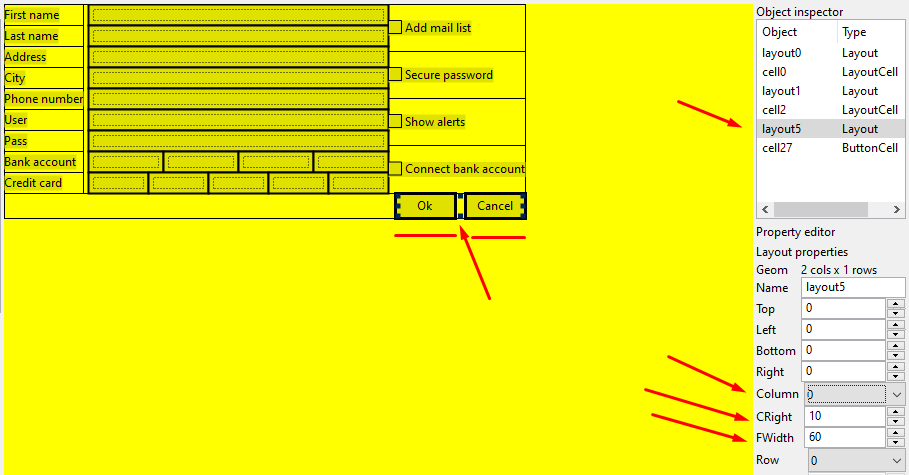 First name
Last name
Address
City
Phone number
User
Pass
Bank account
Credit card
Add mail list
Secure password
Show alerts
Connect bank account
Ok Cancel
Object inspector
Object Type
layout0 Layout
cell0 LayoutCell
layout1 Layout
cell2 LayoutCell
layout5 Layout
cell27 ButtonCell
Property editor
Layout properties
Geom 2 cols x 1 rows
Name layout5
Top 0
Left 0
Bottom 0
Right 0
Column 0
CRight 10
FWidth 60
Row 0